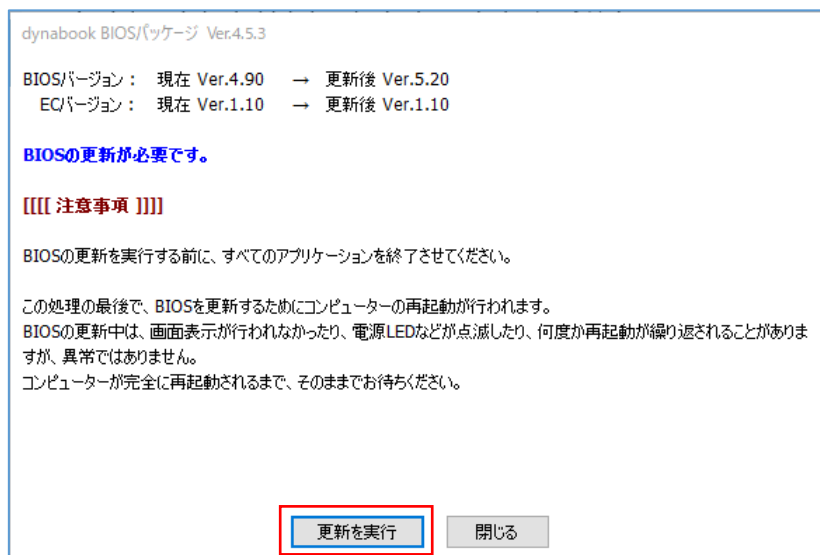 dynabook BIOSパッケージ Ver.4.5.3
BIOSバージョン： 現在 Ver.4.90 → 更新後 Ver.5.20
ECバージョン： 現在 Ver.1.10 → 更新後 Ver.1.10
BIOSの更新が必要です。
[[[[ 注意事項 ]]]]
BIOSの更新を実行する前に、すべてのアプリケーションを終了させてください。
この処理の最後で、BIOSを更新するためにコンピューターの再起動が行われます。
BIOSの更新中は、画面表示が行われなかったり、電源LEDなどが点滅したり、何度か再起動が繰り返されることがありま
すが、異常ではありません。
コンピューターが完全に再起動されるまで、そのままでお待ちください。
更新を実行 閉じる